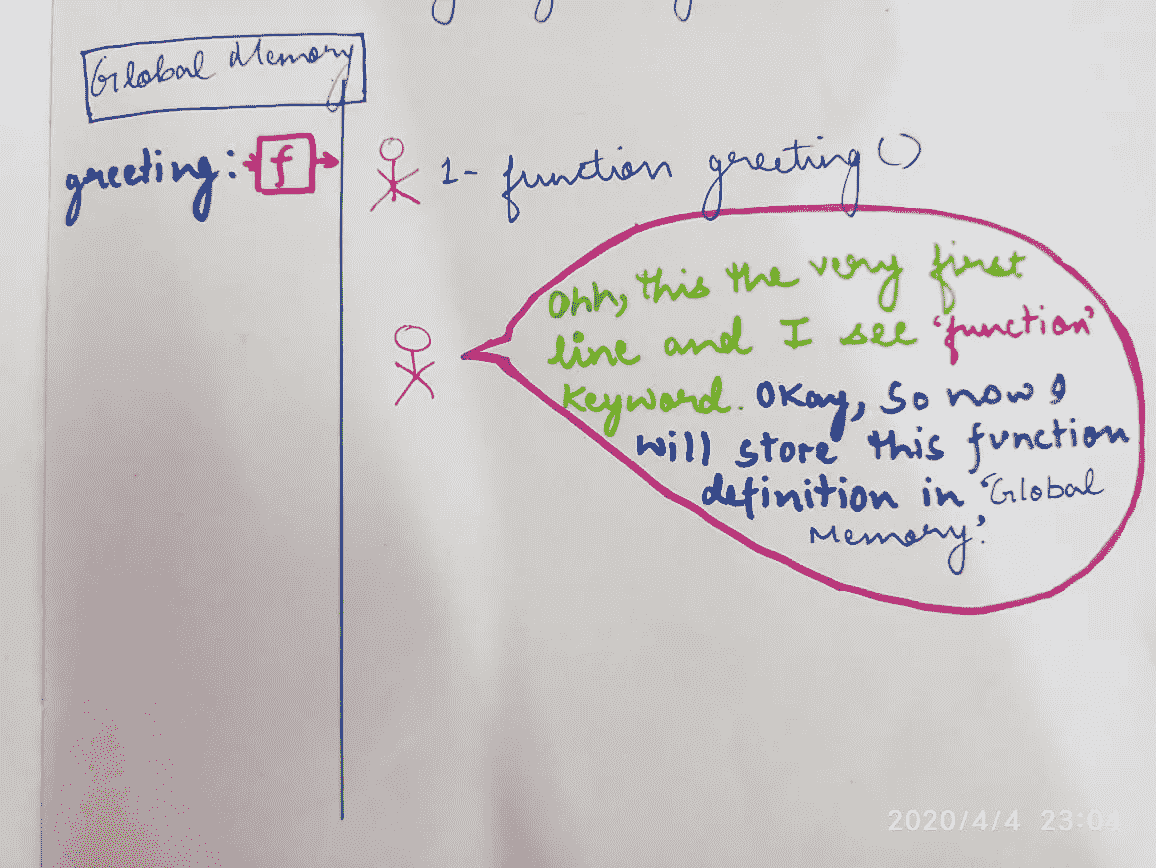 Global Memory
greeting: f
1- function greeting ()
Ohh, this the very first
line and I see 'function'
keyword. Okay, So now I
will store this function
definition in 'Global
Memory'.
2020/4/4 23:04